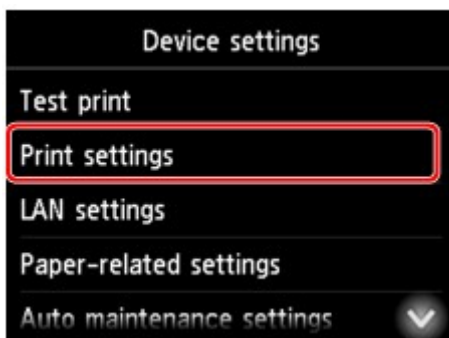 Device settings
Test print
Print settings
LAN settings
Paper-related settings
Auto maintenance settings